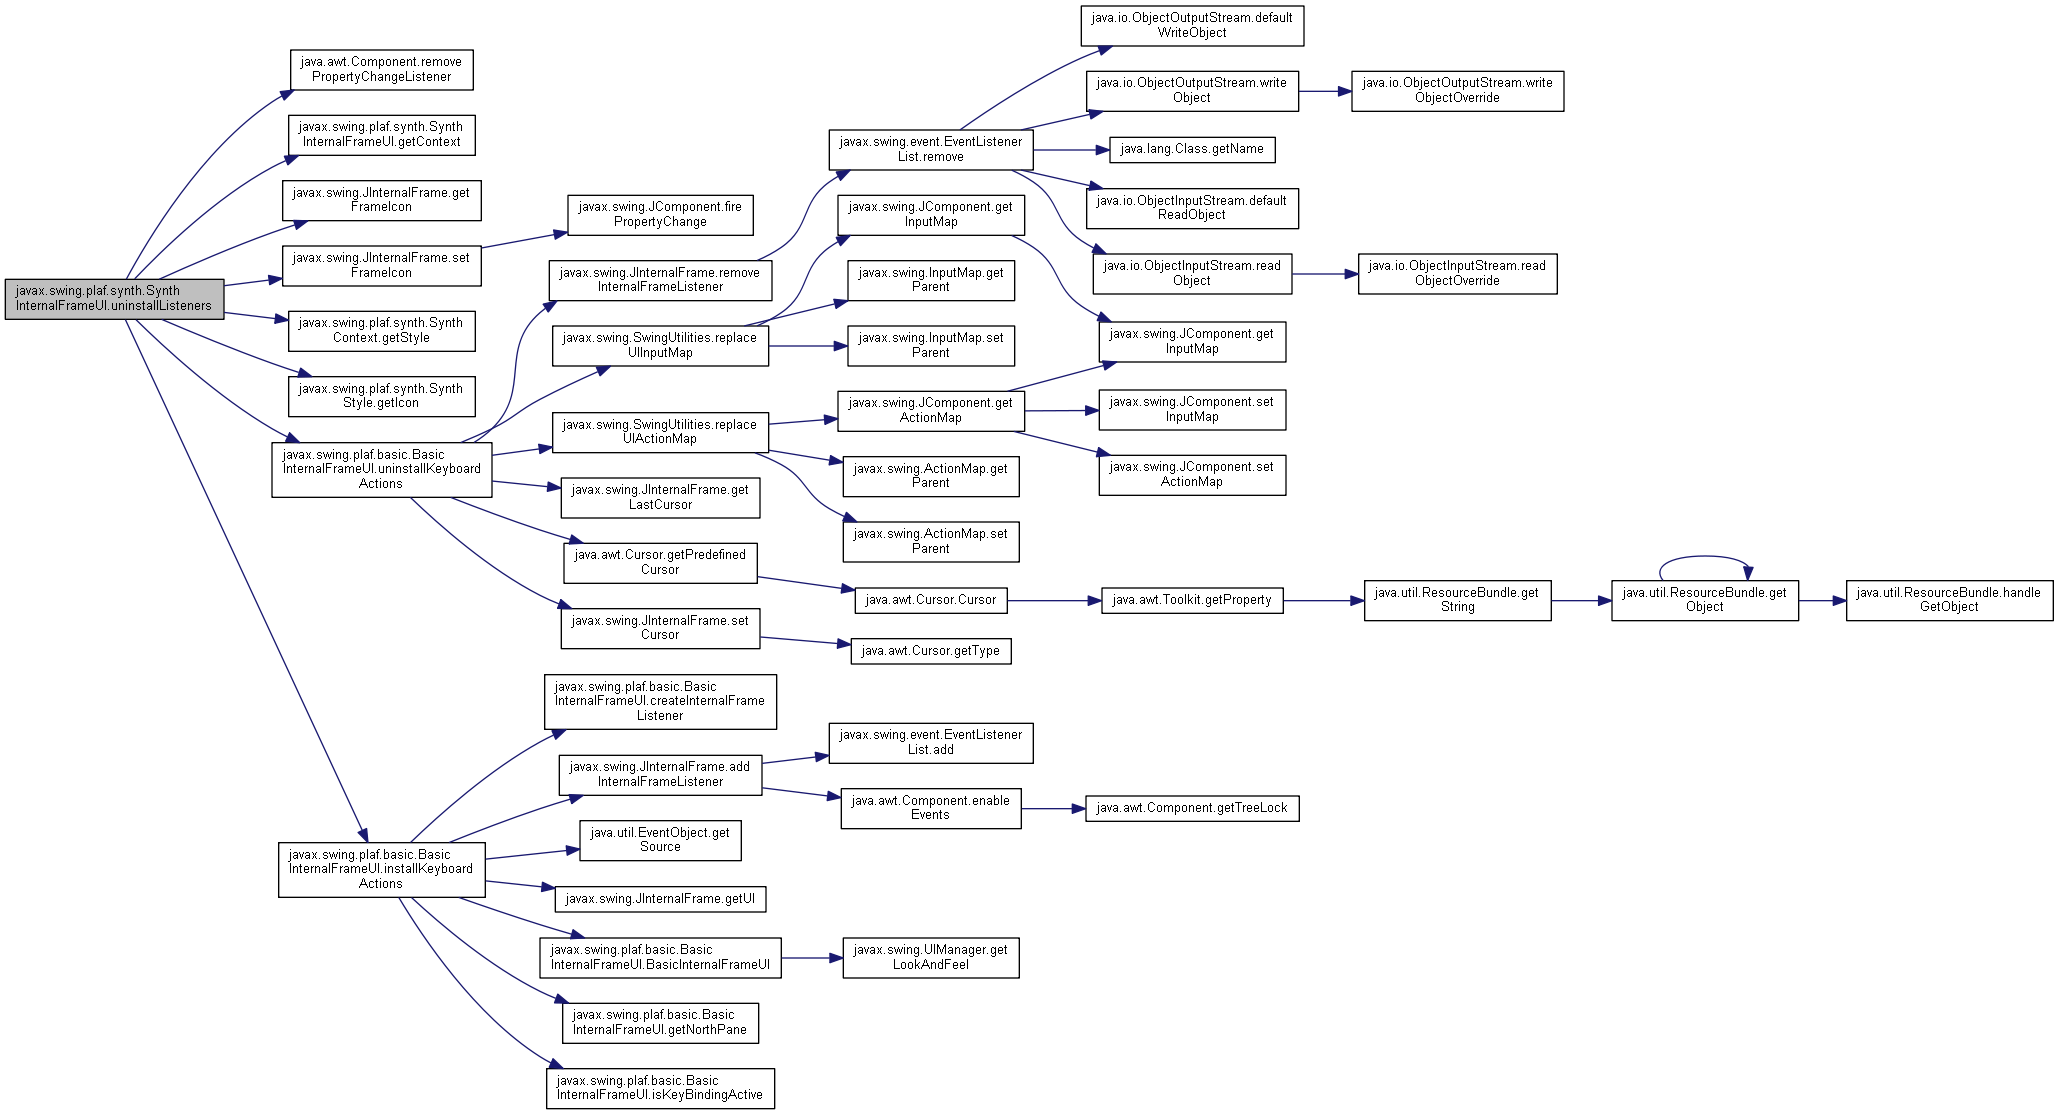 javax.swing.plaf.synth.Synth
InternalFrameUI.uninstallListeners
java.awt.Component.remove
PropertyChangeListener
javax.swing.plaf.synth.Synth
InternalFrameUI.getContext
javax.swing.JInternalFrame.get
FrameIcon
javax.swing.JInternalFrame.set
FrameIcon
javax.swing.plaf.synth.Synth
Context.getStyle
javax.swing.plaf.synth.Synth
Style.getIcon
javax.swing.plaf.basic.Basic
InternalFrameUI.uninstallKeyboard
Actions
javax.swing.plaf.basic.Basic
InternalFrameUI.installKeyboard
Actions
javax.swing.JComponent.fire
PropertyChange
javax.swing.JInternalFrame.remove
InternalFrameListener
javax.swing.SwingUtilities.replace
UIInputMap
javax.swing.SwingUtilities.replace
UIActionMap
javax.swing.JInternalFrame.get
LastCursor
java.awt.Cursor.getPredefined
Cursor
javax.swing.JInternalFrame.set
Cursor
javax.swing.plaf.basic.Basic
InternalFrameUI.createInternalFrame
Listener
javax.swing.JInternalFrame.add
InternalFrameListener
java.util.EventObject.get
Source
javax.swing.JInternalFrame.getUI
javax.swing.plaf.basic.Basic
InternalFrameUI.BasicInternalFrameUI
javax.swing.plaf.basic.Basic
InternalFrameUI.getNorthPane
javax.swing.plaf.basic.Basic
InternalFrameUI.isKeyBindingActive
javax.swing.event.EventListener
List.remove
javax.swing.JComponent.get
InputMap
javax.swing.InputMap.get
Parent
javax.swing.InputMap.set
Parent
javax.swing.JComponent.get
ActionMap
javax.swing.ActionMap.get
Parent
javax.swing.ActionMap.set
Parent
java.awt.Cursor.Cursor
java.awt.Cursor.getType
javax.swing.event.EventListener
List.add
java.awt.Component.enable
Events
javax.swing.UIManager.get
LookAndFeel
java.io.ObjectOutputStream.default
WriteObject
java.io.ObjectOutputStream.write
Object
java.lang.Class.getName
java.io.ObjectInputStream.default
ReadObject
java.io.ObjectInputStream.read
Object
javax.swing.JComponent.get
InputMap
javax.swing.JComponent.set
InputMap
javax.swing.JComponent.set
ActionMap
java.awt.Toolkit.getProperty
java.awt.Component.getTreeLock
java.io.ObjectOutputStream.write
ObjectOverride
java.io.ObjectInputStream.read
ObjectOverride
java.util.ResourceBundle.get
String
java.util.ResourceBundle.get
Object
java.util.ResourceBundle.handle
GetObject